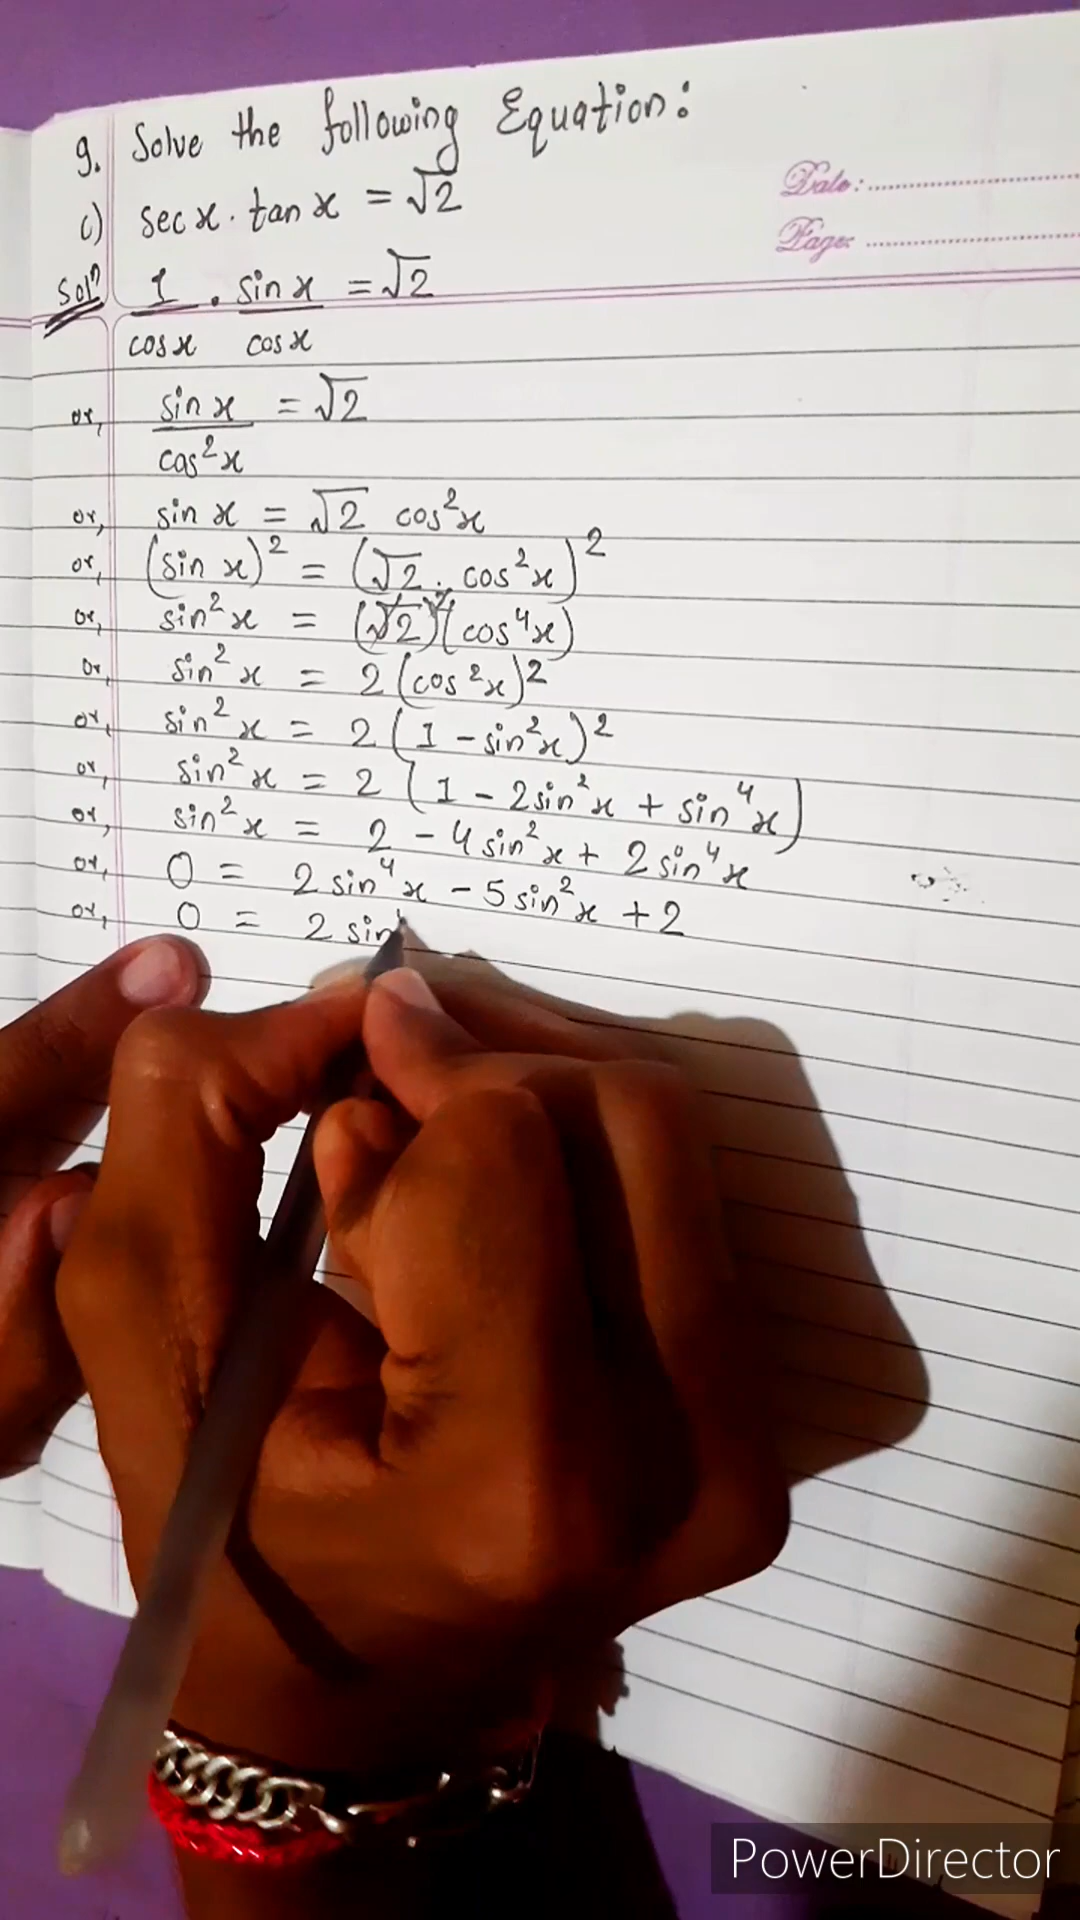 9. Solve the following Equation:
c) sec x . tan x = √2
Date:
Page:
Solⁿ 1/cos x . sin x/cos x = √2
or, sin x/cos²x = √2
or, sin x = √2 cos²x
or, (sin x)² = (√2 . cos²x)²
or, sin²x = (√2)²(cos⁴x)
or, sin²x = 2(cos²x)²
or, sin²x = 2(1 - sin²x)²
or, sin²x = 2(1 - 2sin²x + sin⁴x)
or, sin²x = 2 - 4sin²x + 2sin⁴x
or, 0 = 2sin⁴x - 5sin²x + 2
or, 0 = 2 sin
PowerDirector